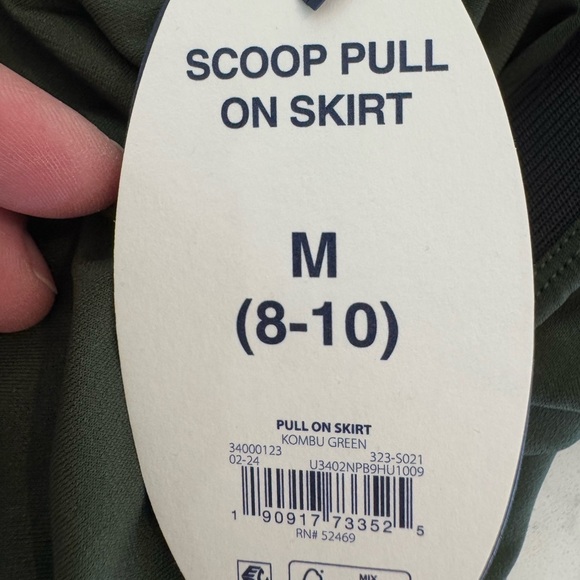 SCOOP PULL
ON SKIRT
M
(8-10)
PULL ON SKIRT
KOMBU GREEN
34000123 323-S021
02-24 U3402NPB9HU1009
1 90917 73352 5
RN# 52469
MIX